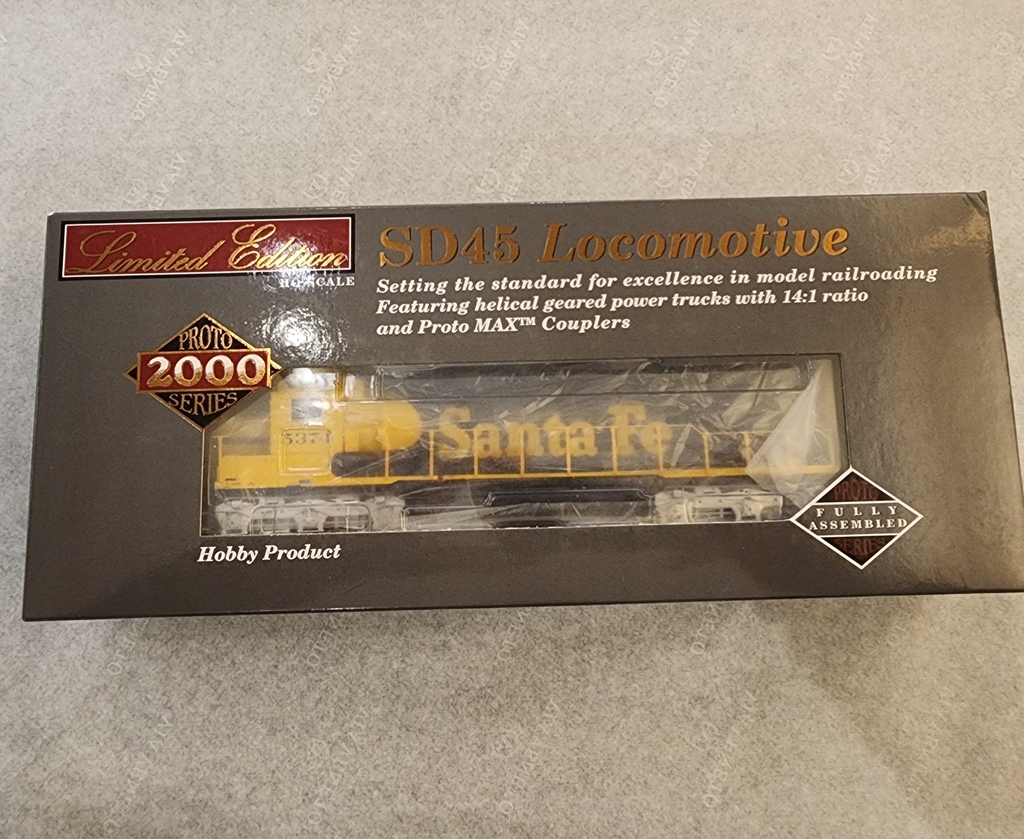 Limited Edition
HO SCALE
SD45 Locomotive
Setting the standard for excellence in model railroading
Featuring helical geared power trucks with 14:1 ratio
and Proto MAX™ Couplers
PROTO
2000
SERIES
Santa Fe
Hobby Product
PROTO
FULLY
ASSEMBLED
SERIES
VIA VENETO